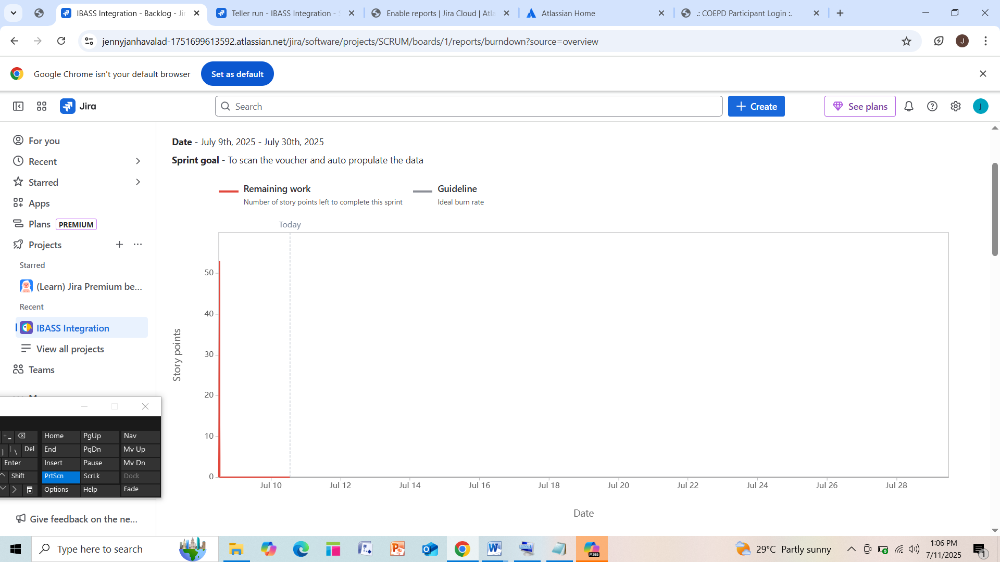 IBASS Integration - Backlog - Jir
Teller run - IBASS Integration - S
Enable reports | Jira Cloud | Atla
Atlassian Home
.: COEPD Participant Login :.
jennyjanhavalad-1751699613592.atlassian.net/jira/software/projects/SCRUM/boards/1/reports/burndown?source=overview
J
Google Chrome isn't your default browser
Set as default
Jira
Search
Create
See plans
J
For you
Recent
Starred
Apps
Plans PREMIUM
Projects
Starred
(Learn) Jira Premium be...
Recent
IBASS Integration
View all projects
Teams
Give feedback on the ne...
Date - July 9th, 2025 - July 30th, 2025
Sprint goal - To scan the voucher and auto propulate the data
Remaining work
Number of story points left to complete this sprint
Guideline
Ideal burn rate
Today
Story points
50
40
30
20
10
0
Jul 10 Jul 12 Jul 14 Jul 16 Jul 18 Jul 20 Jul 22 Jul 24 Jul 26 Jul 28
Date
+ = Home PgUp Nav
] | \ Del End PgDn Mv Up
Enter Insert Pause Mv Dn
Shift PrtScn ScrLk Dock
Options Help Fade
Type here to search
M365
29°C Partly sunny
1:06 PM
7/11/2025
1